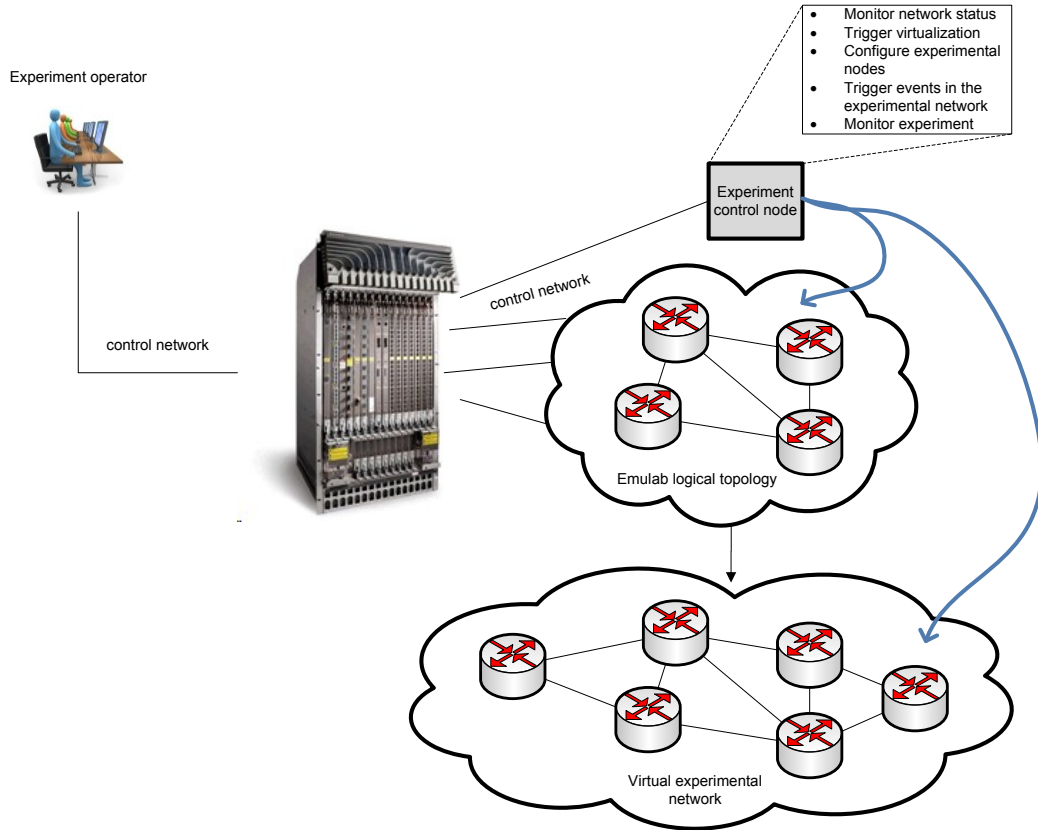 • Monitor network status
• Trigger virtualization
• Configure experimental
nodes
• Trigger events in the
experimental network
• Monitor experiment
Experiment operator
Experiment
control node
control network
control network
Emulab logical topology
Virtual experimental
network